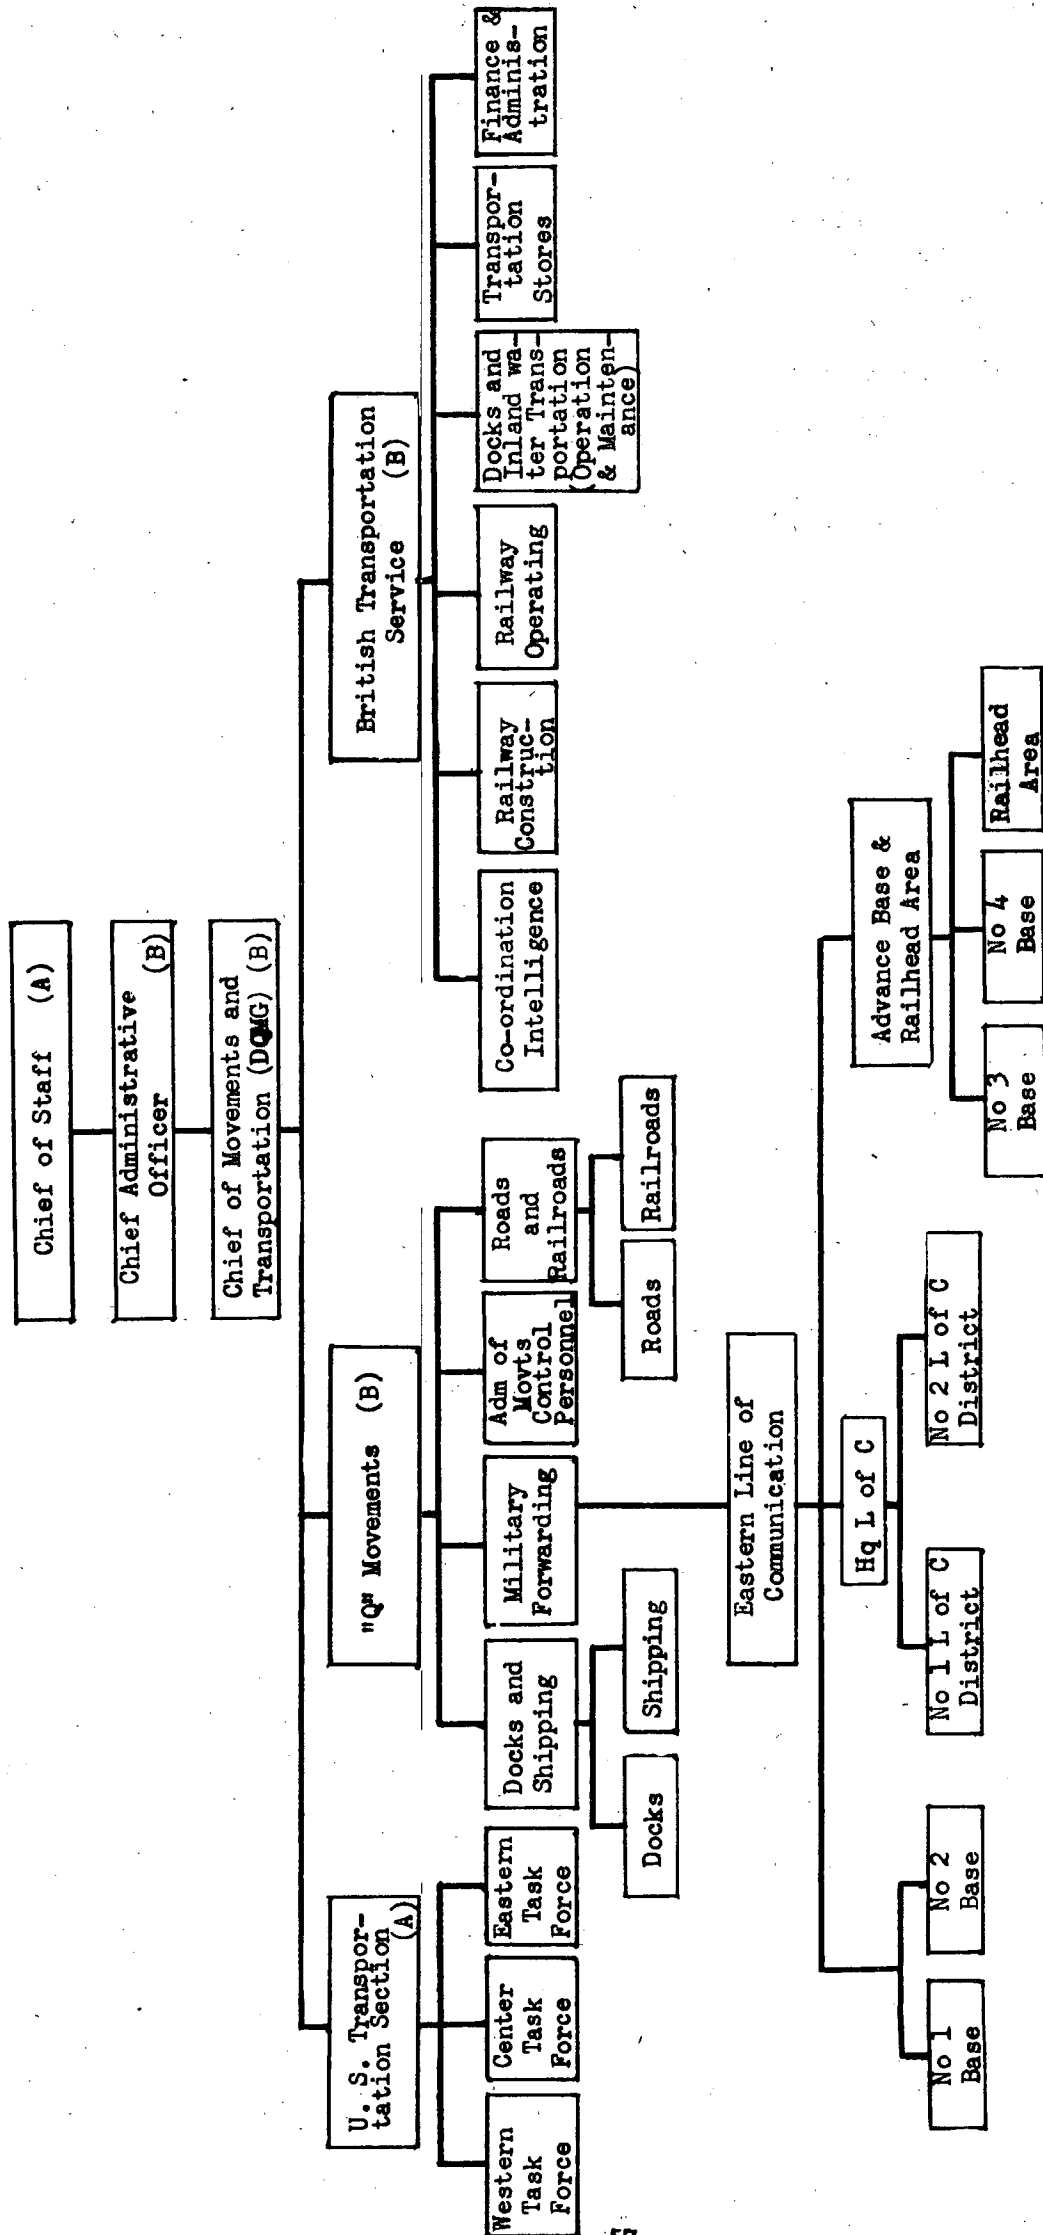 Chief of Staff (A)
Chief Administrative
Officer (B)
Chief of Movements and
Transportation (DQMG) (B)
U. S. Transpor-
tation Section
(A)
"Q" Movements (B)
British Transportation
Service (B)
Western
Task
Force
Center
Task
Force
Eastern
Task
Force
Docks and
Shipping
Military
Forwarding
Adm of
Movts
Control
Personnel
Roads
and
Railroads
Co-ordination
Intelligence
Railway
Construc-
tion
Railway
Operating
Docks and
Inland wa-
ter Trans-
portation
(Operation
& Mainten-
ance)
Transpor-
tation
Stores
Finance &
Adminis-
tration
Docks
Shipping
Roads
Railroads
Eastern Line of
Communication
Hq L of C
Advance Base &
Railhead Area
No 1
Base
No 2
Base
No 1 L of C
District
No 2 L of C
District
No 3
Base
No 4
Base
Railhead
Area